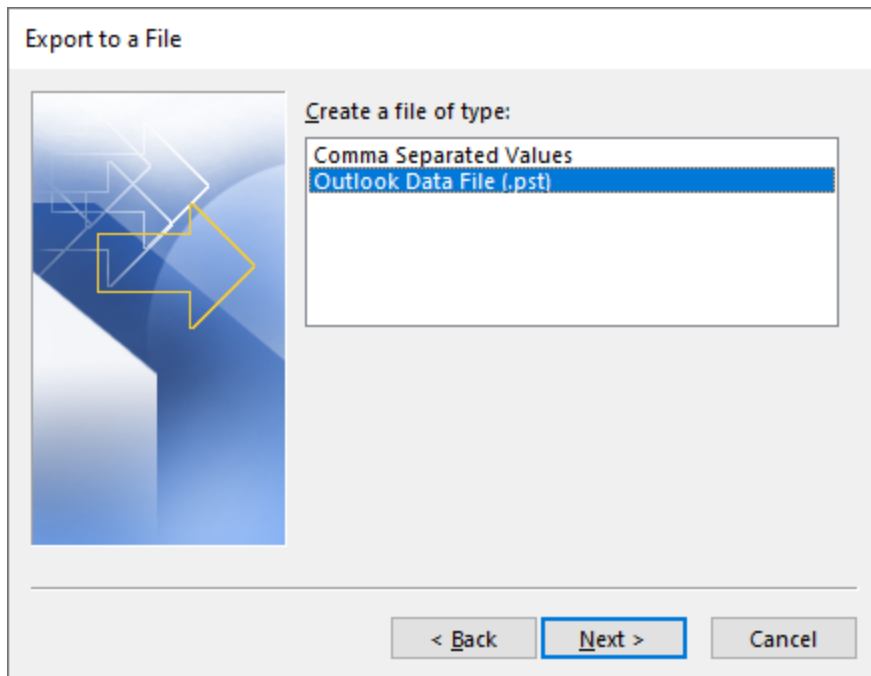 Export to a File
Create a file of type:
Comma Separated Values
Outlook Data File (.pst)
< Back
Next >
Cancel